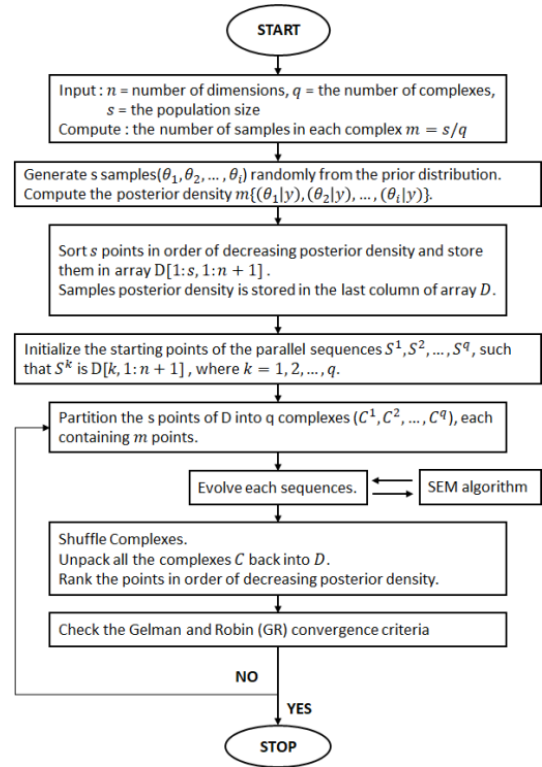 START
Input : n = number of dimensions, q = the number of complexes,
s = the population size
Compute : the number of samples in each complex m = s/q
Generate s samples(θ₁, θ₂, … , θᵢ) randomly from the prior distribution.
Compute the posterior density m{(θ₁|y), (θ₂|y), … , (θᵢ|y)}.
Sort s points in order of decreasing posterior density and store
them in array D[1: s, 1: n + 1] .
Samples posterior density is stored in the last column of array D.
Initialize the starting points of the parallel sequences S¹, S², … , S^q, such
that S^k is D[k, 1: n + 1] , where k = 1, 2, … , q.
Partition the s points of D into q complexes (C¹, C², … , C^q), each
containing m points.
Evolve each sequences.
SEM algorithm
Shuffle Complexes.
Unpack all the complexes C back into D.
Rank the points in order of decreasing posterior density.
Check the Gelman and Robin (GR) convergence criteria
NO
YES
STOP